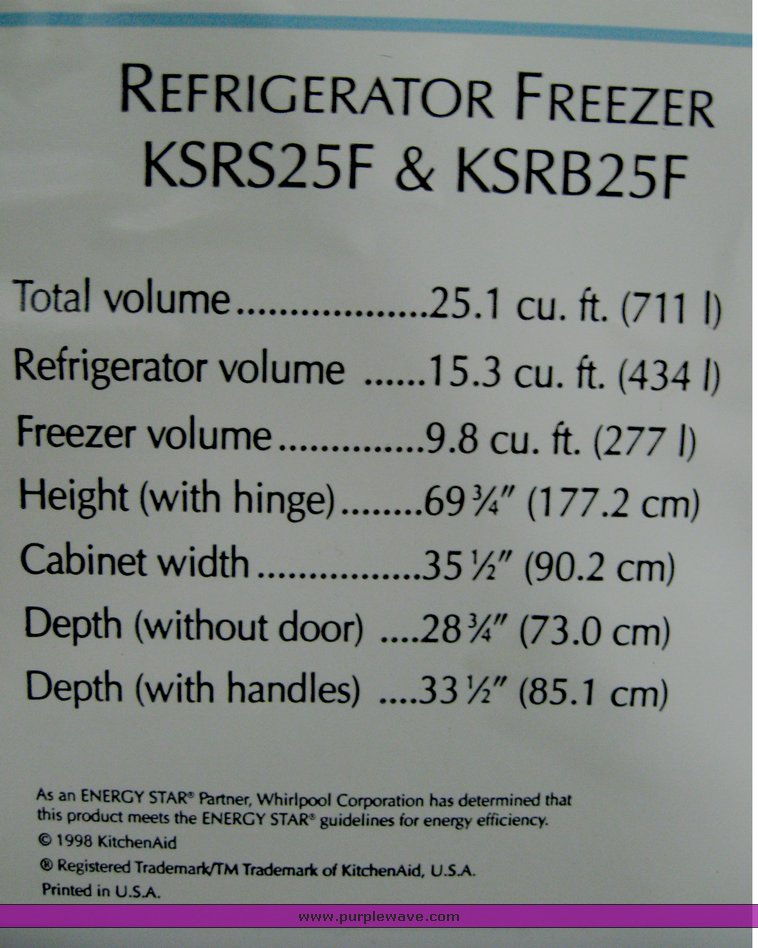 REFRIGERATOR FREEZER
KSRS25F & KSRB25F
Total volume..................25.1 cu. ft. (711 l)
Refrigerator volume ......15.3 cu. ft. (434 l)
Freezer volume..............9.8 cu. ft. (277 l)
Height (with hinge)........69 ¾" (177.2 cm)
Cabinet width.................35 ½" (90.2 cm)
Depth (without door) ....28 ¾" (73.0 cm)
Depth (with handles) ....33 ½" (85.1 cm)
As an ENERGY STAR® Partner, Whirlpool Corporation has determined that
this product meets the ENERGY STAR® guidelines for energy efficiency.
© 1998 KitchenAid
® Registered Trademark/TM Trademark of KitchenAid, U.S.A.
Printed in U.S.A.
www.purplewave.com